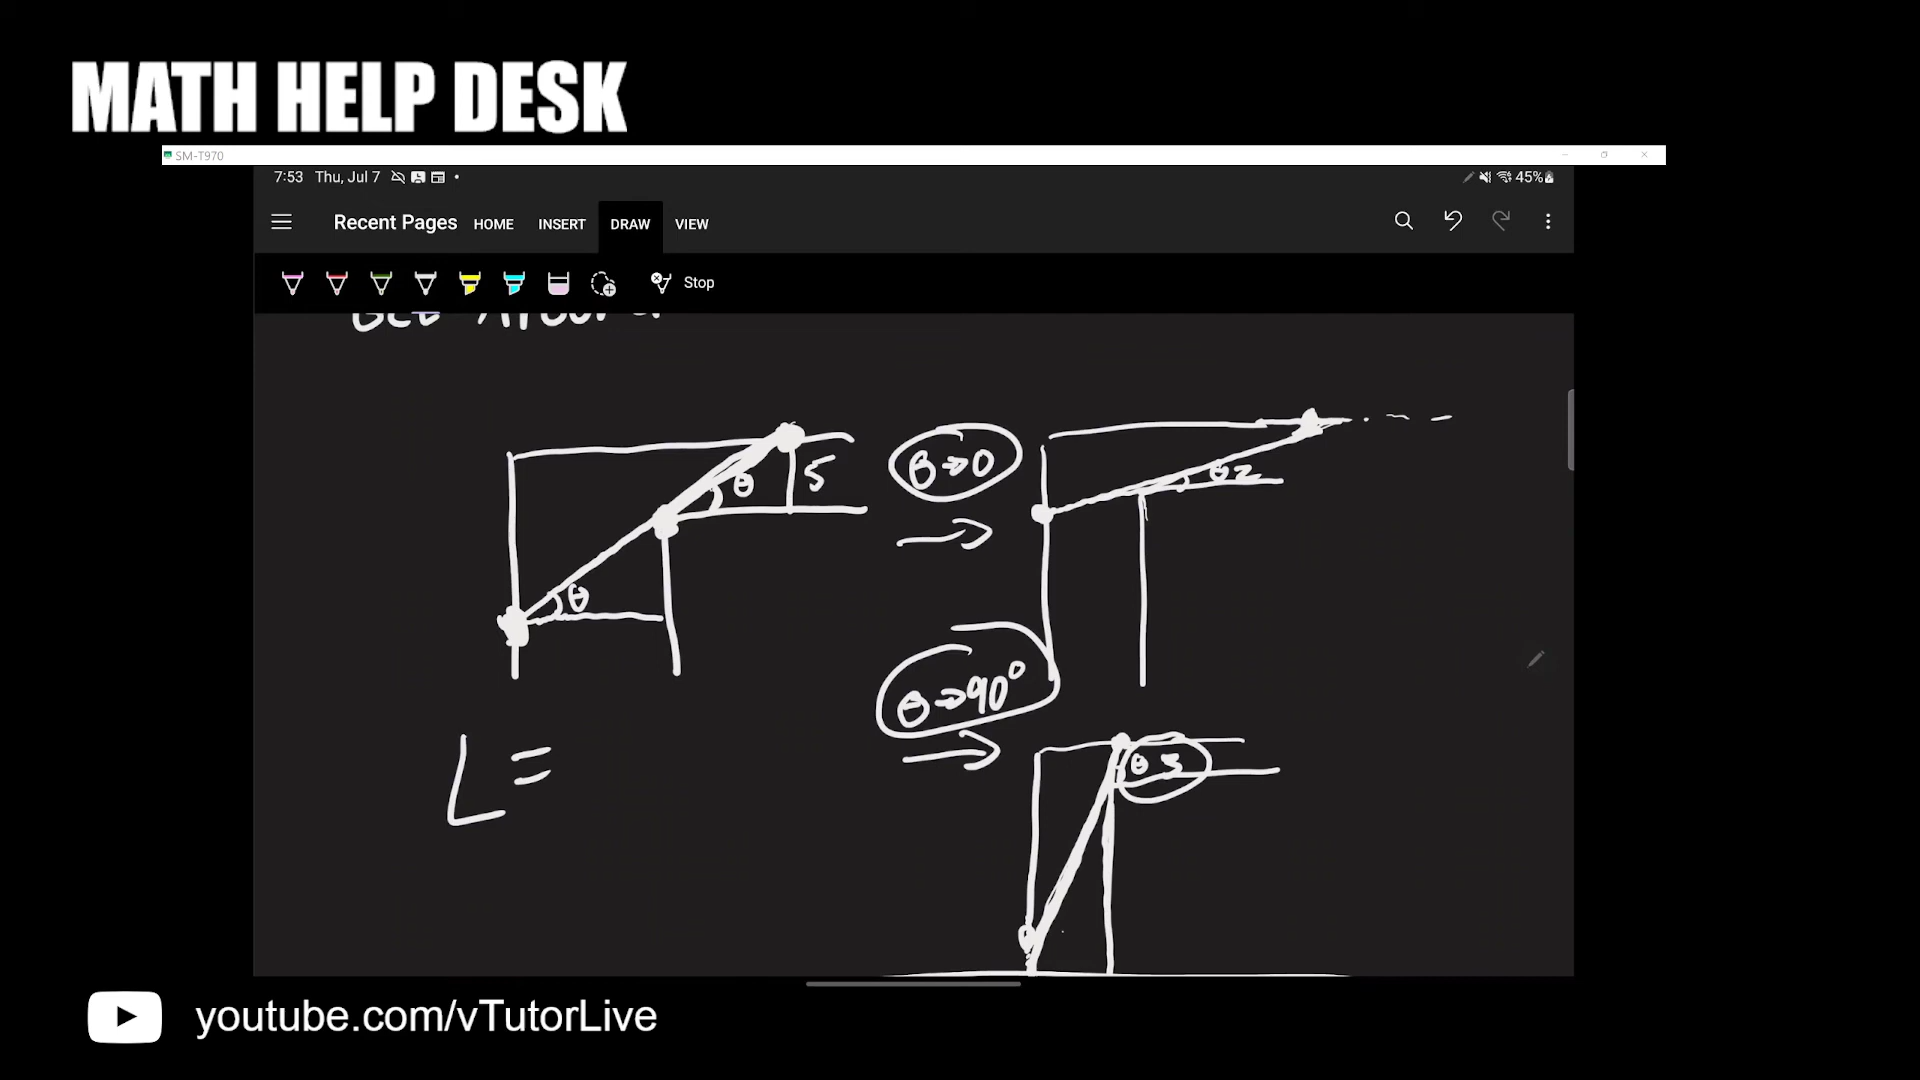 MATH HELP DESK
SM-T970
7:53 Thu, Jul 7
45%
Recent Pages HOME INSERT DRAW VIEW
Stop
θ 5
θ→0
θ2
θ
θ→90°
L =
θ3
youtube.com/vTutorLive